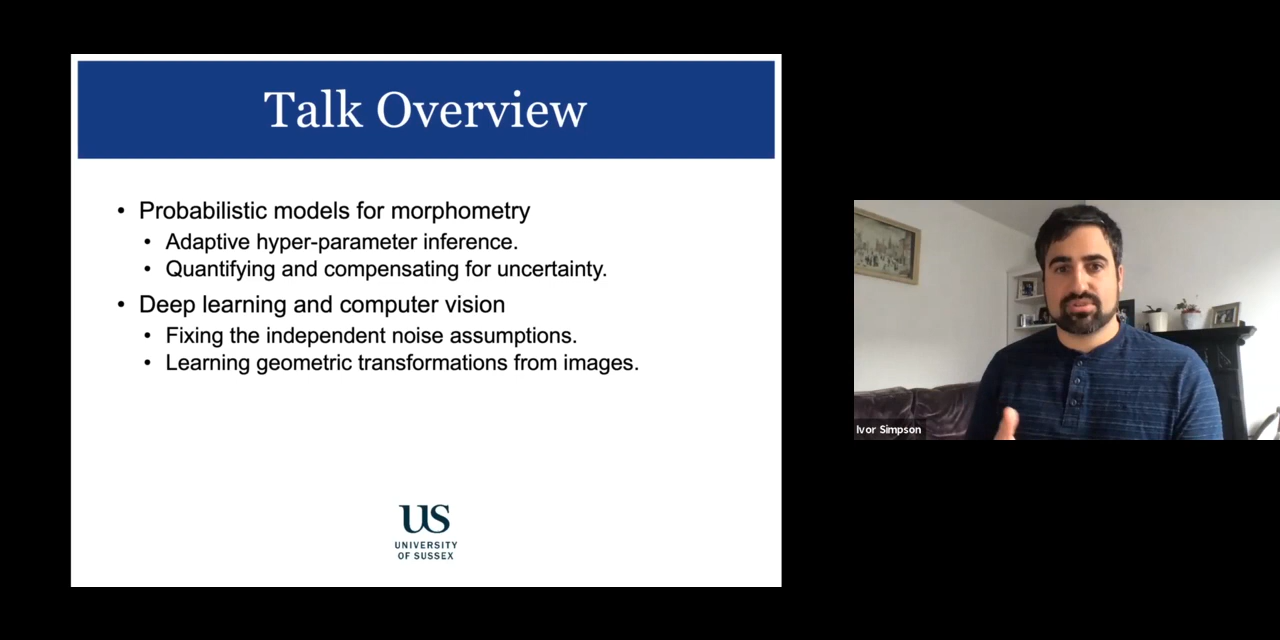 Talk Overview
• Probabilistic models for morphometry
• Adaptive hyper-parameter inference.
• Quantifying and compensating for uncertainty.
• Deep learning and computer vision
• Fixing the independent noise assumptions.
• Learning geometric transformations from images.
US
UNIVERSITY
OF SUSSEX
Ivor Simpson